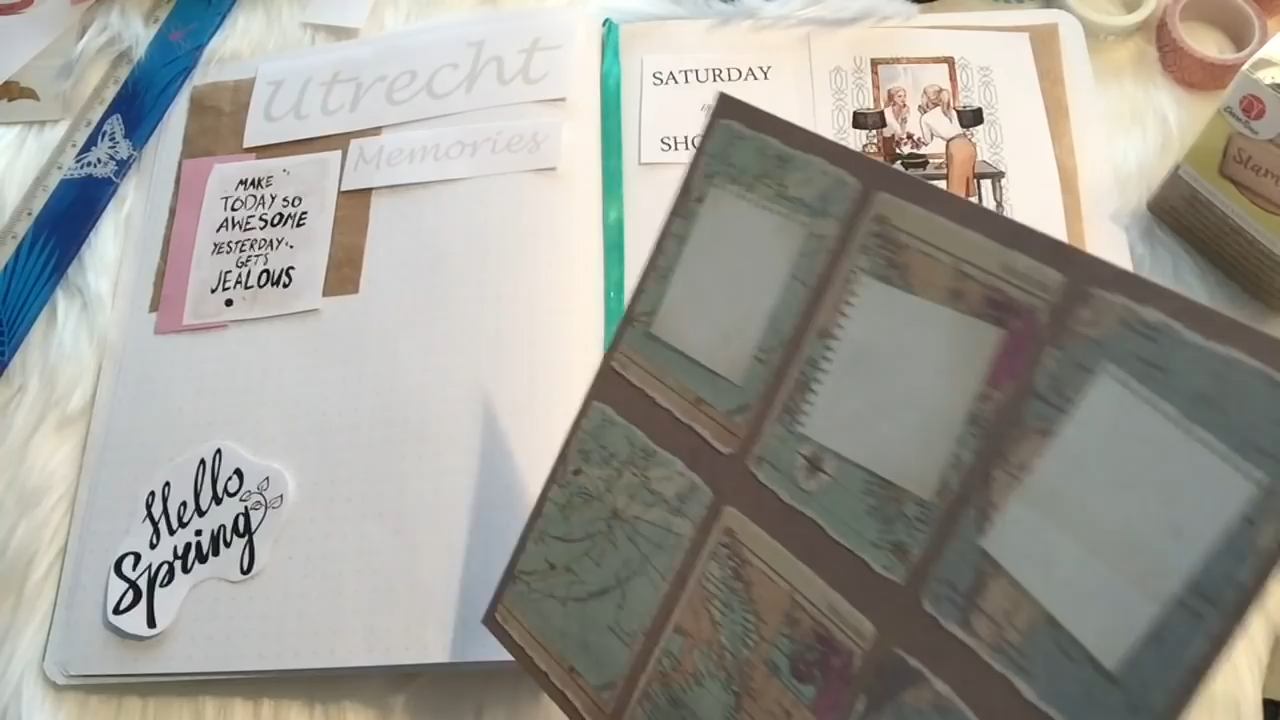 Utrecht
Memories
MAKE
TODAY SO
AWESOME
YESTERDAY
GETS
JEALOUS
Hello
Spring
SATURDAY
SHO